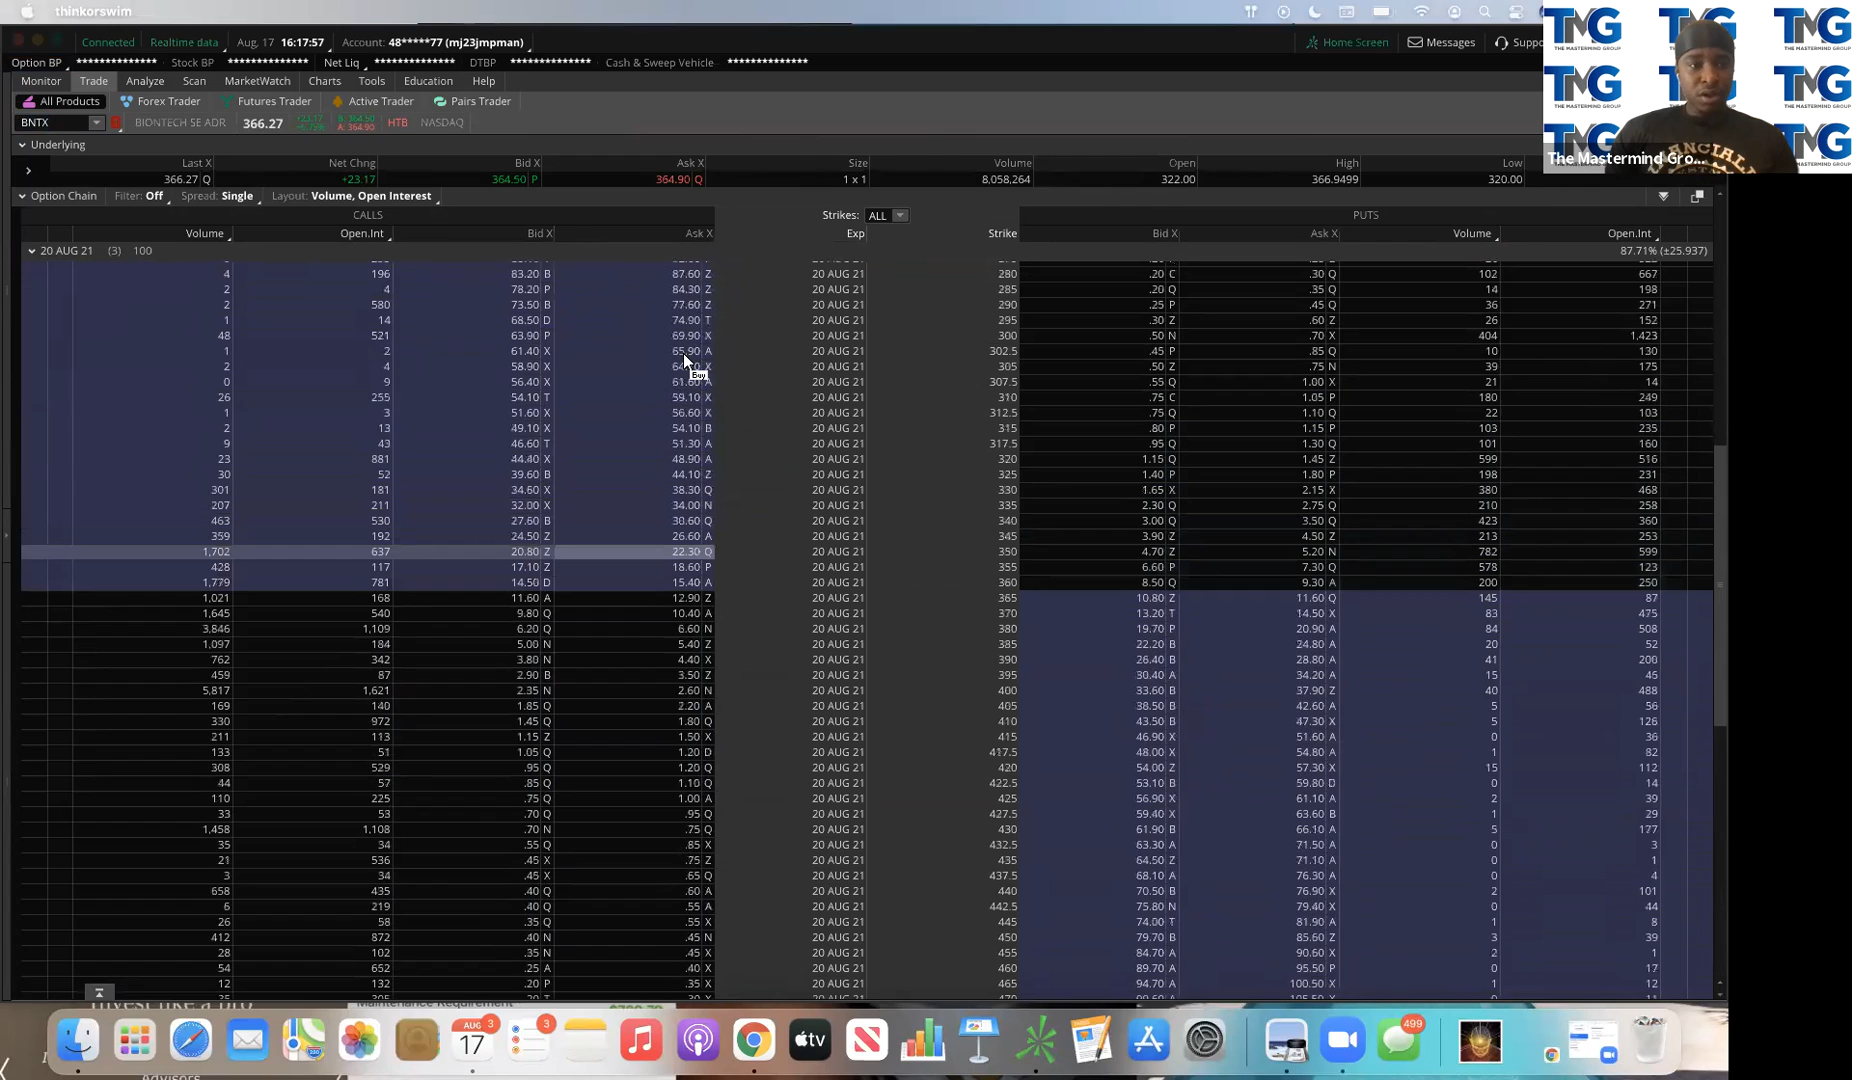 thinkorswim
Connected Realtime data Aug, 17 16:17:57 Account: 48*****77 (mj23jmpman) Home Screen Messages Suppo
Option BP ************** Stock BP ************** Net Liq ************** DTBP ************** Cash & Sweep Vehicle **************
Monitor Trade Analyze Scan MarketWatch Charts Tools Education Help
All Products Forex Trader Futures Trader Active Trader Pairs Trader
BNTX BIONTECH SE ADR 366.27 +23.17 B: 364.50 A: 364.90 HTB NASDAQ
The Mastermind Gro...
Underlying
Last X Net Chng Bid X Ask X Size Volume Open High Low
366.27 Q +23.17 364.50 P 364.90 Q 1 x 1 8,058,264 322.00 366.9499 320.00
Option Chain Filter: Off Spread: Single Layout: Volume, Open Interest
CALLS Strikes: ALL PUTS
Volume Open.Int Bid X Ask X Exp Strike Bid X Ask X Volume Open.Int
20 AUG 21 (3) 100 87.71% (±25.937)
4 196 83.20 B 87.60 Z 20 AUG 21 280 .20 C .30 Q 102 667
2 4 78.20 P 84.30 Z 20 AUG 21 285 .20 Q .35 Q 14 198
2 580 73.50 B 77.60 Z 20 AUG 21 290 .25 P .45 Q 36 271
1 14 68.50 D 74.90 T 20 AUG 21 295 .30 Z .60 Z 26 152
48 521 63.90 P 69.90 X 20 AUG 21 300 .50 N .70 X 404 1,423
1 2 61.40 X 65.90 A 20 AUG 21 302.5 .45 P .85 Q 10 130
2 4 58.90 X X 20 AUG 21 305 .50 Z .75 N 39 175
Buy
0 9 56.40 X 61.60 A 20 AUG 21 307.5 .55 Q 1.00 X 21 14
26 255 54.10 T 59.10 X 20 AUG 21 310 .75 C 1.05 P 180 249
1 3 51.60 X 56.60 X 20 AUG 21 312.5 .75 Q 1.10 Q 22 103
2 13 49.10 X 54.10 B 20 AUG 21 315 .80 P 1.15 P 103 235
9 43 46.60 T 51.30 A 20 AUG 21 317.5 .95 Q 1.30 Q 101 160
23 881 44.40 X 48.90 A 20 AUG 21 320 1.15 Q 1.45 Z 599 516
30 52 39.60 B 44.10 Z 20 AUG 21 325 1.40 P 1.80 P 198 231
301 181 34.60 X 38.30 Q 20 AUG 21 330 1.65 X 2.15 X 380 468
207 211 32.00 X 34.00 N 20 AUG 21 335 2.30 Q 2.75 Q 210 258
463 530 27.60 B 30.60 Q 20 AUG 21 340 3.00 Q 3.50 Q 423 360
359 192 24.50 Z 26.60 A 20 AUG 21 345 3.90 Z 4.50 Z 213 253
1,702 637 20.80 Z 22.30 Q 20 AUG 21 350 4.70 Z 5.20 N 782 599
428 117 17.10 Z 18.60 P 20 AUG 21 355 6.60 P 7.30 Q 578 123
1,779 781 14.50 D 15.40 A 20 AUG 21 360 8.50 Q 9.30 A 200 250
1,021 168 11.60 A 12.90 Z 20 AUG 21 365 10.80 Z 11.60 Q 145 87
1,645 540 9.80 Q 10.40 A 20 AUG 21 370 13.20 T 14.50 X 83 475
3,846 1,109 6.20 Q 6.60 N 20 AUG 21 380 19.70 P 20.90 A 84 508
1,097 184 5.00 N 5.40 Z 20 AUG 21 385 22.20 B 24.80 A 20 52
762 342 3.80 N 4.40 X 20 AUG 21 390 26.40 B 28.80 A 41 200
459 87 2.90 B 3.50 Z 20 AUG 21 395 30.40 A 34.20 A 15 45
5,817 1,621 2.35 N 2.60 N 20 AUG 21 400 33.60 B 37.90 Z 40 488
169 140 1.85 Q 2.20 A 20 AUG 21 405 38.50 B 42.60 A 5 56
330 972 1.45 Q 1.80 Q 20 AUG 21 410 43.50 B 47.30 X 5 126
211 113 1.15 Z 1.50 X 20 AUG 21 415 46.90 X 51.60 A 0 36
133 51 1.05 Q 1.20 D 20 AUG 21 417.5 48.00 X 54.80 A 1 82
308 529 .95 Q 1.20 Q 20 AUG 21 420 54.00 Z 57.30 X 15 112
44 57 .85 Q 1.10 Q 20 AUG 21 422.5 53.10 B 59.80 D 0 14
110 225 .75 Q 1.00 A 20 AUG 21 425 56.90 X 61.10 A 2 39
33 53 .70 Q .95 Q 20 AUG 21 427.5 59.40 X 63.60 B 1 29
1,458 1,108 .70 N .75 Q 20 AUG 21 430 61.90 B 66.10 A 5 177
35 34 .55 Q .85 X 20 AUG 21 432.5 63.30 A 71.50 A 0 3
21 536 .45 X .75 Z 20 AUG 21 435 64.50 Z 71.10 A 0 1
3 34 .45 X .65 Q 20 AUG 21 437.5 68.10 A 76.30 A 0 4
658 435 .40 Q .60 A 20 AUG 21 440 70.50 B 76.90 X 2 101
6 219 .40 Q .55 A 20 AUG 21 442.5 75.80 N 79.40 X 0 44
26 58 .35 Q .55 X 20 AUG 21 445 74.00 T 81.90 A 1 8
412 872 .40 N .45 N 20 AUG 21 450 79.70 B 85.60 Z 3 39
28 102 .35 N .45 X 20 AUG 21 455 84.70 A 90.60 X 2 1
54 652 .25 A .40 X 20 AUG 21 460 89.70 A 95.50 P 0 17
12 132 .20 P .35 X 20 AUG 21 465 94.70 A 100.50 X 1 12
Invest like a pro
Maintenance Requirement
AUG 3
17
3
tv
499
Advisors
TMG
THE MASTERMIND GROUP